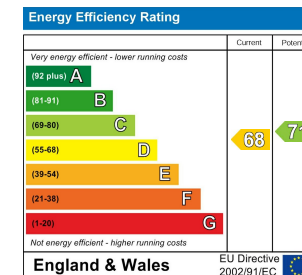 Energy Efficiency Rating
Current
Very energy efficient - lower running costs
(92 plus) A
(81-91) B
(69-80) C
(55-68) D
68
(39-54) E
(21-38) F
(1-20) G
Not energy efficient - higher running costs
England & Wales
EU Directive
2002/91/EC